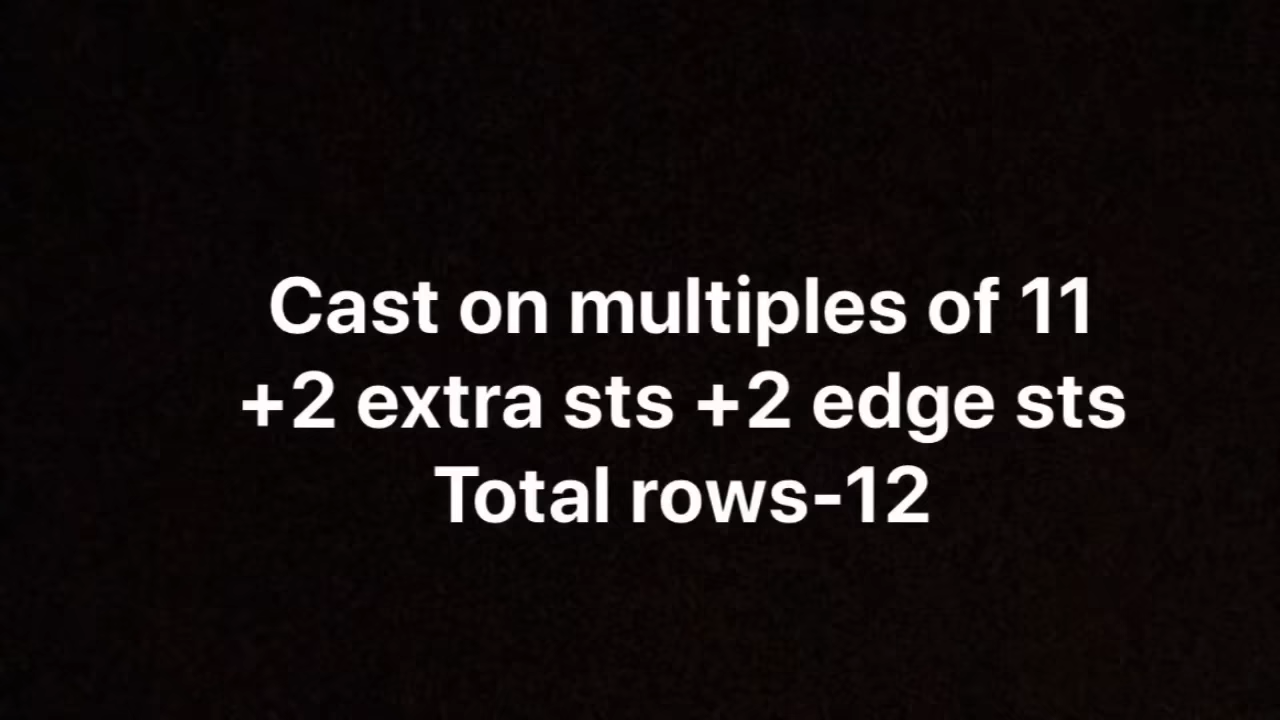 Cast on multiples of 11
+2 extra sts +2 edge sts
Total rows-12